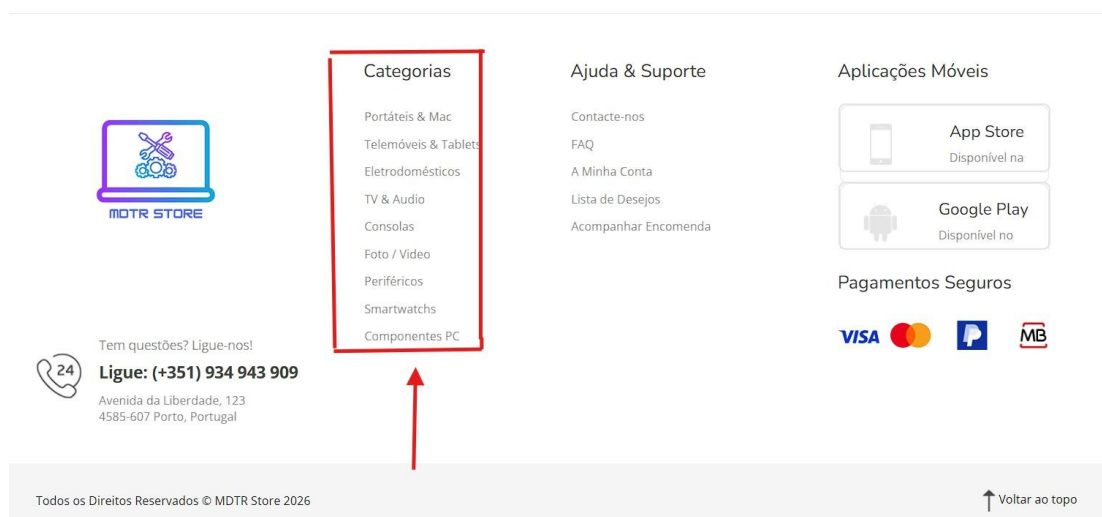 MDTR STORE
Tem questões? Ligue-nos!
24
Ligue: (+351) 934 943 909
Avenida da Liberdade, 123
4585-607 Porto, Portugal
Categorias
Portáteis & Mac
Telemóveis & Tablets
Eletrodomésticos
TV & Audio
Consolas
Foto / Video
Periféricos
Smartwatchs
Componentes PC
Ajuda & Suporte
Contacte-nos
FAQ
A Minha Conta
Lista de Desejos
Acompanhar Encomenda
Aplicações Móveis
App Store
Disponível na
Google Play
Disponível no
Pagamentos Seguros
VISA
MB
Todos os Direitos Reservados © MDTR Store 2026
Voltar ao topo